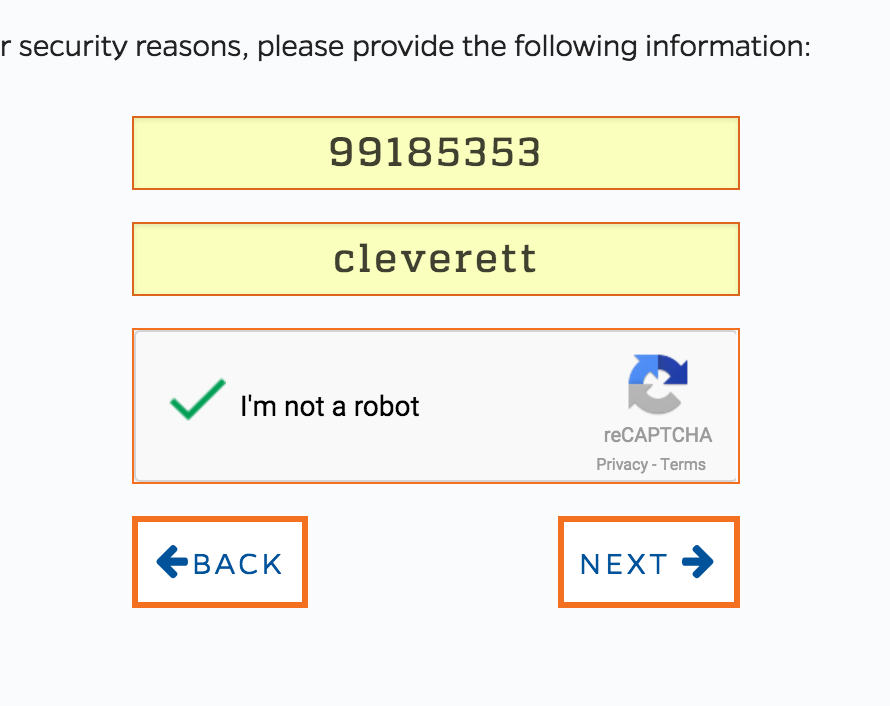 r security reasons, please provide the following information:
99185353
cleverett
I'm not a robot
reCAPTCHA
Privacy - Terms
BACK
NEXT